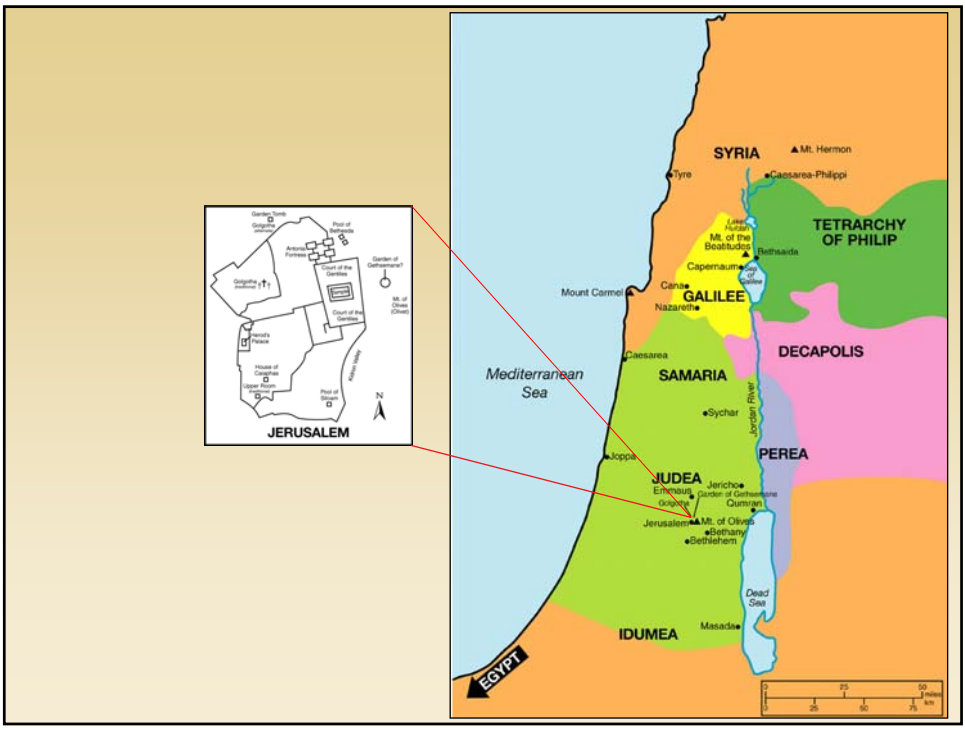 Garden Tomb
Golgotha
(alternate)
Pool of
Bethesda
Antonia
Fortress
Court of the
Gentiles
Garden of
Gethsemane?
Golgotha
(traditional)
Temple
Mt. of
Olives
(Olivet)
Court of the
Gentiles
Herod's
Palace
Kidron Valley
House of
Caiaphas
Upper Room
(traditional)
Pool of
Siloam
N
JERUSALEM
SYRIA
Mt. Hermon
Tyre
Caesarea-Philippi
Lake
Huldah
TETRARCHY
OF PHILIP
Mt. of the
Beatitudes
Bethsaida
Capernaum
Sea
of
Galilee
Cana
Mount Carmel
GALILEE
Nazareth
DECAPOLIS
Caesarea
Mediterranean
Sea
SAMARIA
Jordan River
Sychar
PEREA
Joppa
JUDEA
Jericho
Emmaus
Garden of Gethsemane
Golgotha
Qumran
Jerusalem
Mt. of Olives
Bethany
Bethlehem
Dead
Sea
Masada
IDUMEA
EGYPT
0 25 50
miles
km
0 25 50 75